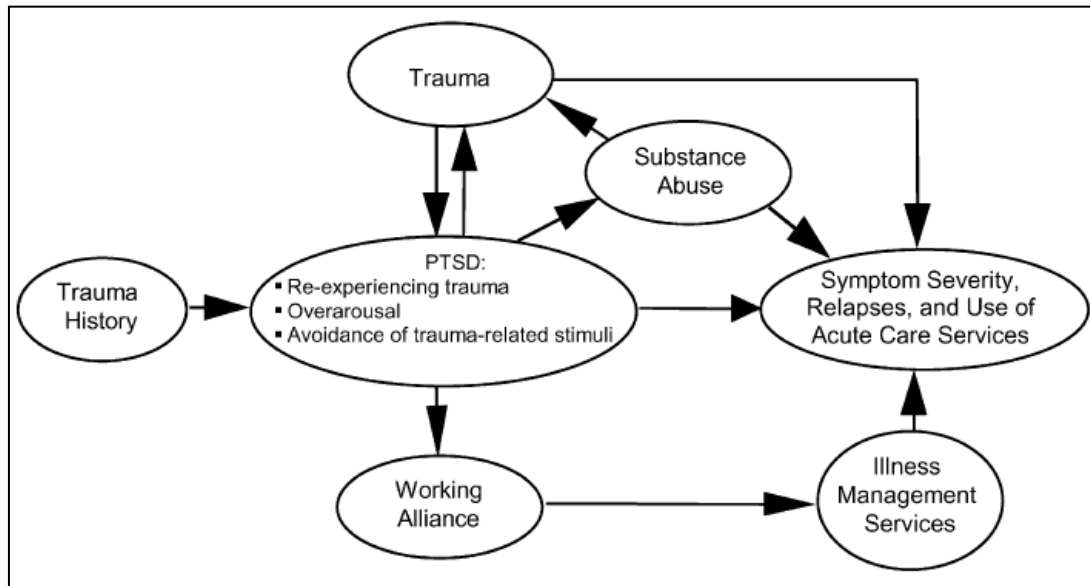 Trauma
Substance
Abuse
PTSD:
▪ Re-experiencing trauma
▪ Overarousal
▪ Avoidance of trauma-related stimuli
Trauma
History
Symptom Severity,
Relapses, and Use of
Acute Care Services
Working
Alliance
Illness
Management
Services